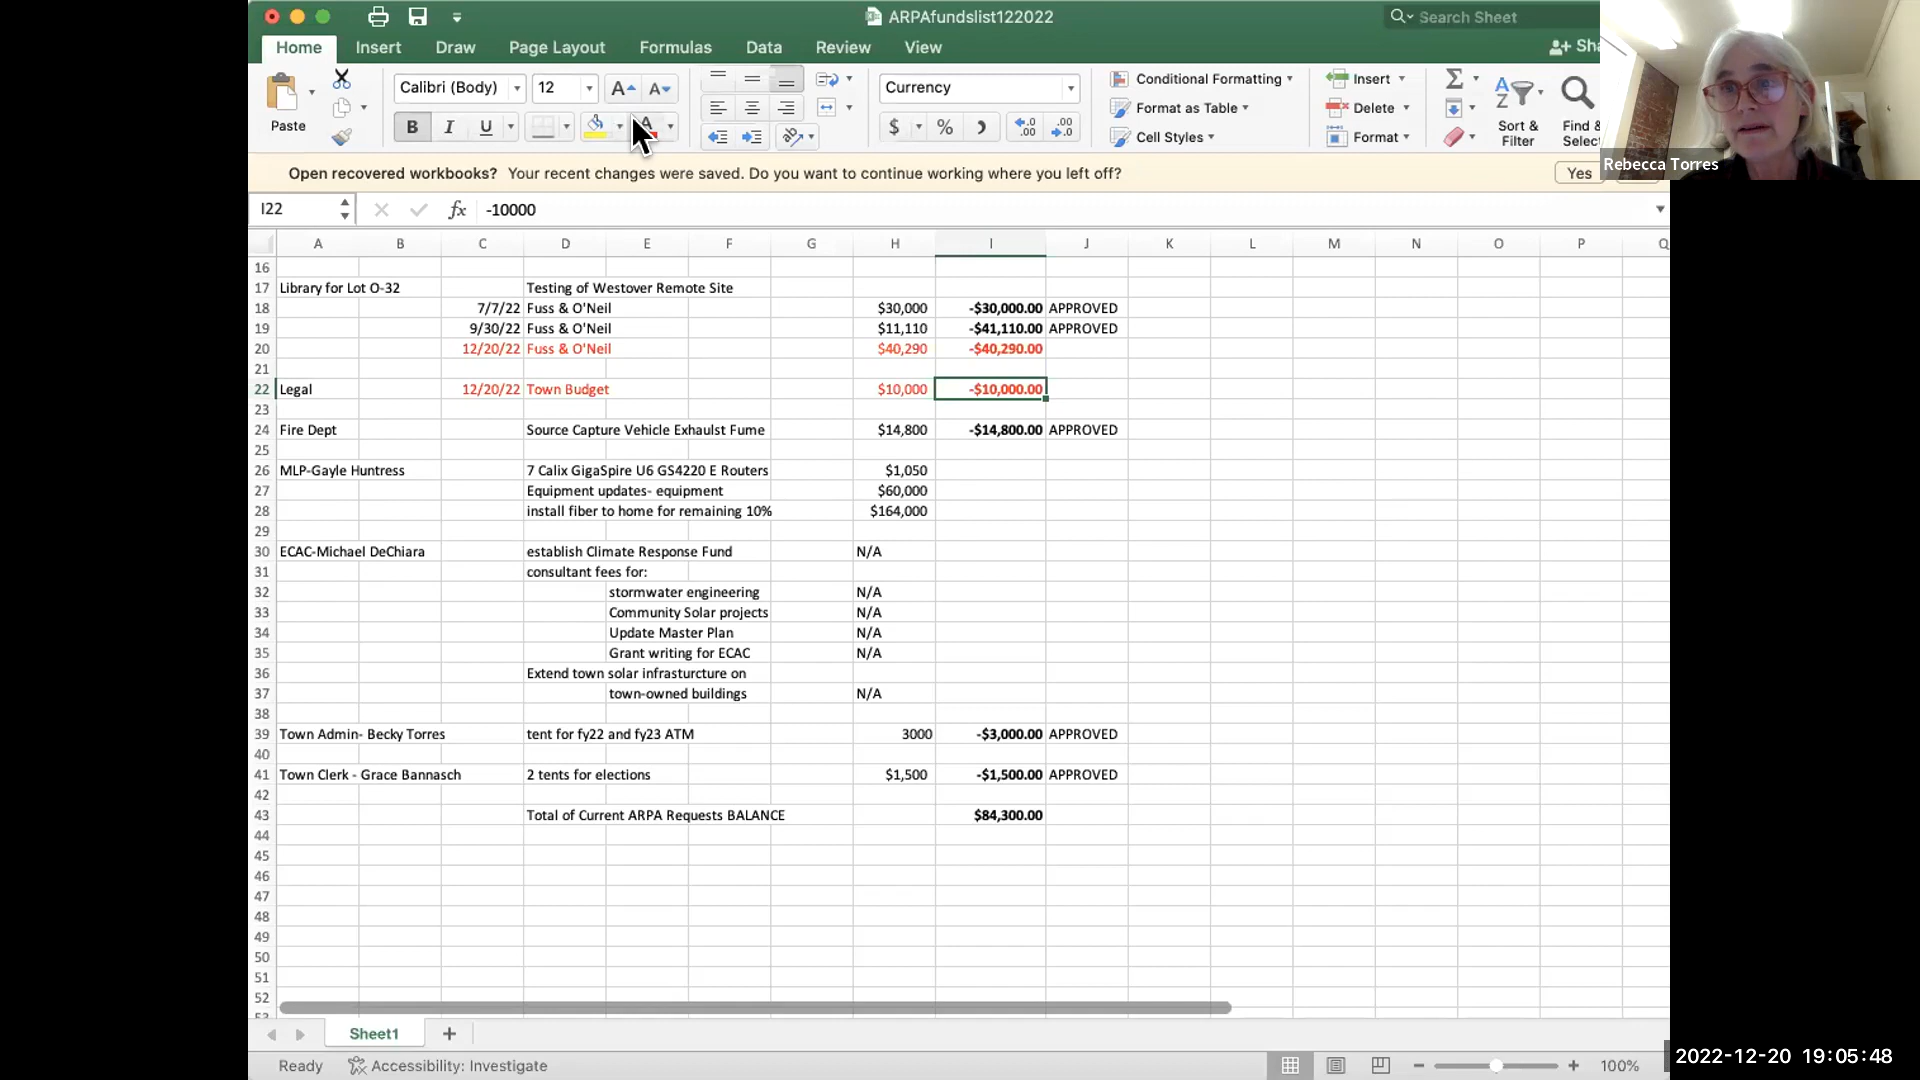 ARPAfundslist122022
Search Sheet
Home Insert Draw Page Layout Formulas Data Review View Sha
Paste
Calibri (Body) 12
Currency
Conditional Formatting
Format as Table
Cell Styles
Insert
Delete
Format
Sort & Filter
Find & Selec
Rebecca Torres
Open recovered workbooks? Your recent changes were saved. Do you want to continue working where you left off? Yes
I22 fx -10000
A B C D E F G H I J K L M N O P Q
16
17 Library for Lot O-32 Testing of Westover Remote Site
18 7/7/22 Fuss & O'Neil $30,000 -$30,000.00 APPROVED
19 9/30/22 Fuss & O'Neil $11,110 -$41,110.00 APPROVED
20 12/20/22 Fuss & O'Neil $40,290 -$40,290.00
21
22 Legal 12/20/22 Town Budget $10,000 -$10,000.00
23
24 Fire Dept Source Capture Vehicle Exhaulst Fume $14,800 -$14,800.00 APPROVED
25
26 MLP-Gayle Huntress 7 Calix GigaSpire U6 GS4220 E Routers $1,050
27 Equipment updates- equipment $60,000
28 install fiber to home for remaining 10% $164,000
29
30 ECAC-Michael DeChiara establish Climate Response Fund N/A
31 consultant fees for:
32 stormwater engineering N/A
33 Community Solar projects N/A
34 Update Master Plan N/A
35 Grant writing for ECAC N/A
36 Extend town solar infrasturcture on
37 town-owned buildings N/A
38
39 Town Admin- Becky Torres tent for fy22 and fy23 ATM 3000 -$3,000.00 APPROVED
40
41 Town Clerk - Grace Bannasch 2 tents for elections $1,500 -$1,500.00 APPROVED
42
43 Total of Current ARPA Requests BALANCE $84,300.00
44
45
46
47
48
49
50
51
52
Sheet1
Ready Accessibility: Investigate 100%
2022-12-20 19:05:48